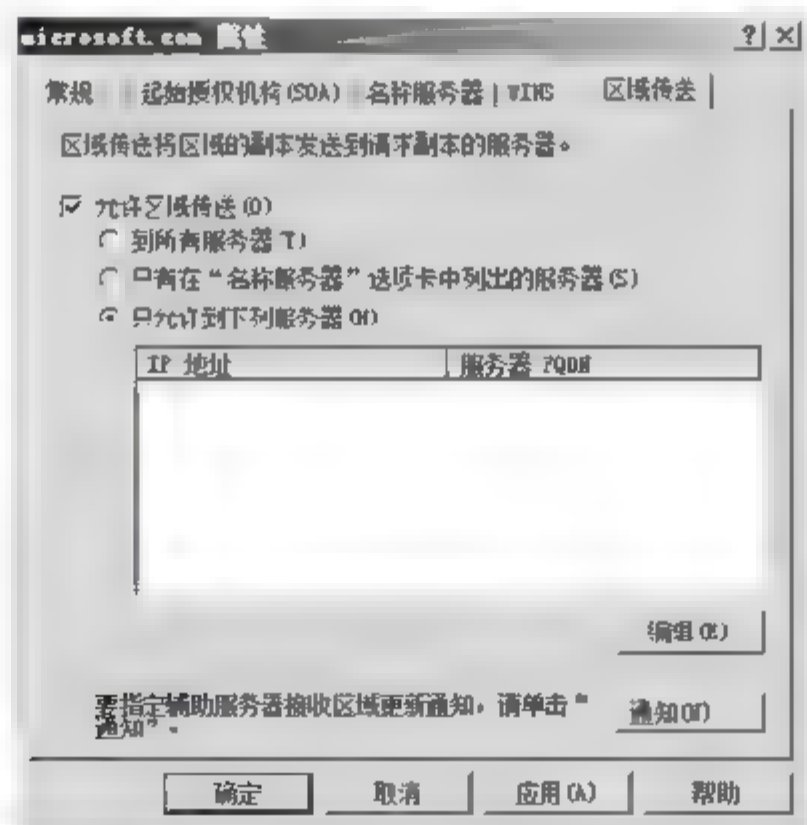 microsoft.com 属性
常规 起始授权机构(SOA) 名称服务器 WINS 区域传送
区域传送将区域的副本发送到请求副本的服务器。
允许区域传送(O)
到所有服务器(T)
只有在“名称服务器”选项卡中列出的服务器(S)
只允许到下列服务器(H)
IP 地址 服务器 FQDN
编辑(E)
要指定辅助服务器接收区域更新通知，请单击“
通知”。
通知(N)
确定 取消 应用(A) 帮助